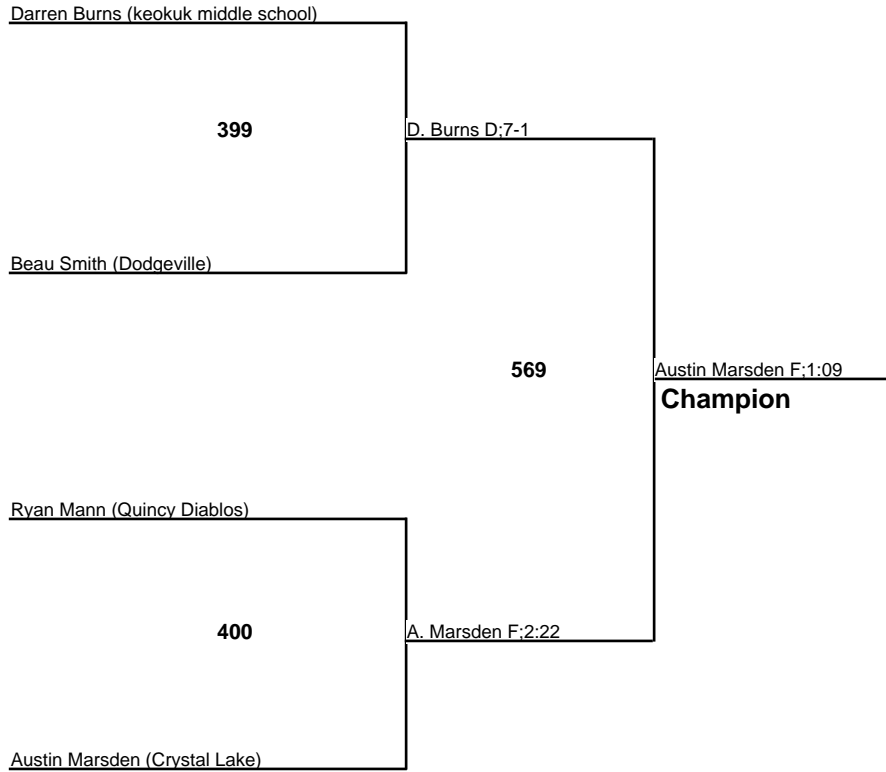 Darren Burns (keokuk middle school)
399
D. Burns D;7-1
Beau Smith (Dodgeville)
569
Austin Marsden F;1:09
Champion
Ryan Mann (Quincy Diablos)
400
A. Marsden F;2:22
Austin Marsden (Crystal Lake)